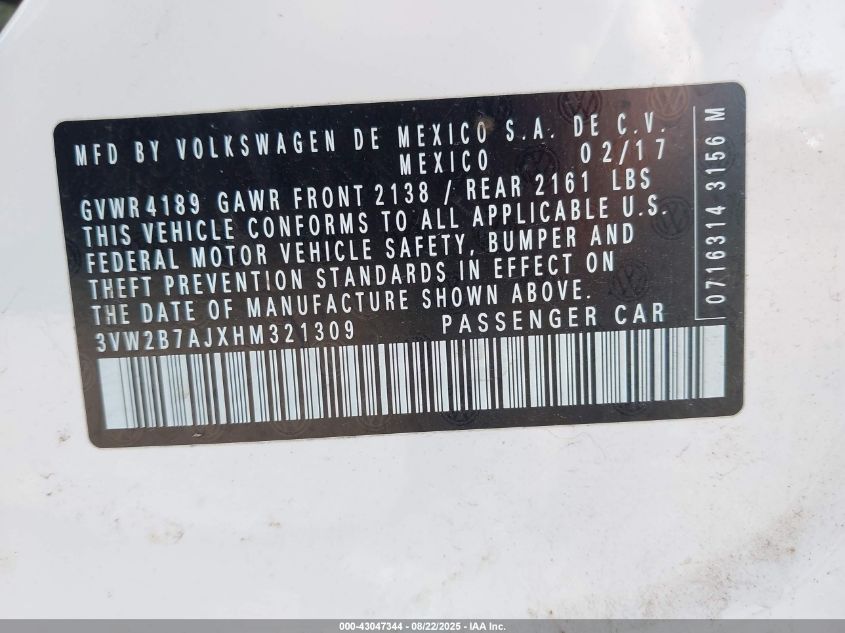 MFD BY VOLKSWAGEN DE MEXICO S.A. DE C.V.
MEXICO 02/17
GVWR4189 GAWR FRONT 2138 / REAR 2161 LBS
THIS VEHICLE CONFORMS TO ALL APPLICABLE U.S.
FEDERAL MOTOR VEHICLE SAFETY, BUMPER AND
THEFT PREVENTION STANDARDS IN EFFECT ON
THE DATE OF MANUFACTURE SHOWN ABOVE.
3VW2B7AJXHM321309 PASSENGER CAR
0716314 3156 M
000-43047344 - 08/22/2025 - IAA Inc.